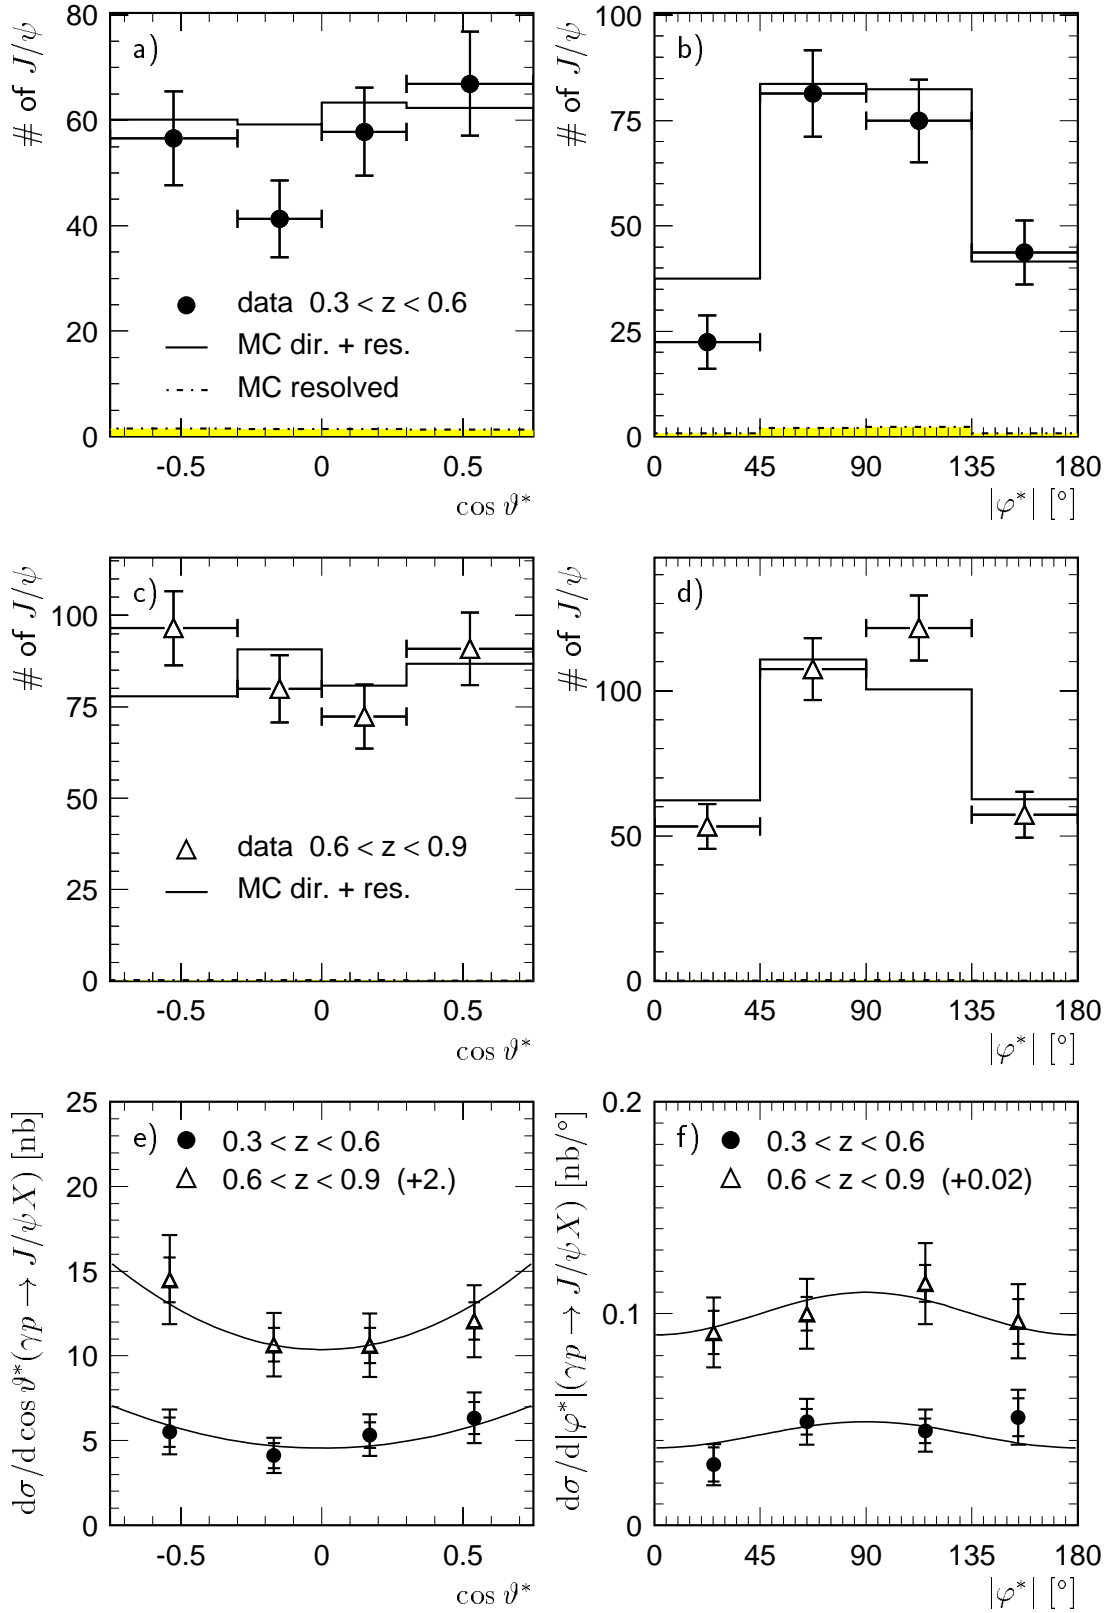 a)
# of J/ψ
80
60
40
20
0
data 0.3 < z < 0.6
MC dir. + res.
MC resolved
-0.5 0 0.5
cos ϑ*
b)
# of J/ψ
100
75
50
25
0
0 45 90 135 180
|φ*| [°]
c)
# of J/ψ
100
75
50
25
0
data 0.6 < z < 0.9
MC dir. + res.
-0.5 0 0.5
cos ϑ*
d)
# of J/ψ
100
50
0
0 45 90 135 180
|φ*| [°]
e)
dσ/d cos ϑ*(γp → J/ψ X) [nb]
25
20
15
10
5
0
0.3 < z < 0.6
0.6 < z < 0.9 (+2.)
-0.5 0 0.5
cos ϑ*
f)
dσ/d|φ*|(γp → J/ψ X) [nb/°]
0.2
0.1
0
0.3 < z < 0.6
0.6 < z < 0.9 (+0.02)
0 45 90 135 180
|φ*| [°]